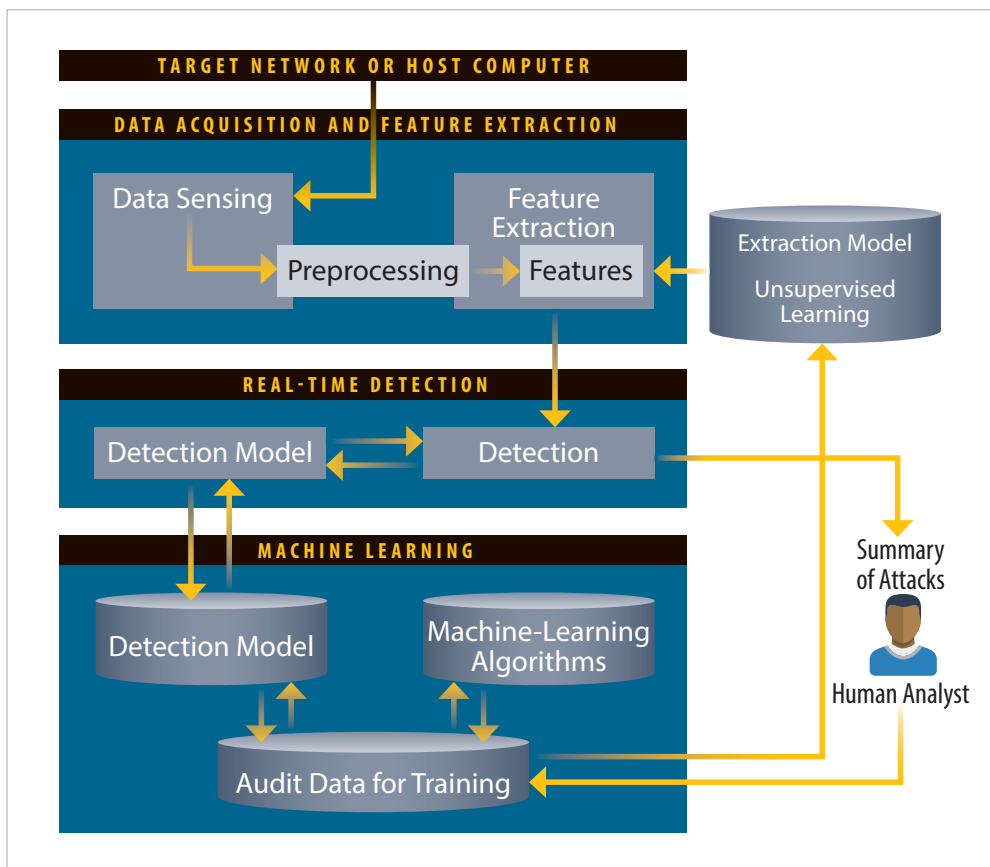 TARGET NETWORK OR HOST COMPUTER
DATA ACQUISITION AND FEATURE EXTRACTION
Data Sensing
Feature
Extraction
Preprocessing
Features
Extraction Model
Unsupervised
Learning
REAL-TIME DETECTION
Detection Model
Detection
MACHINE LEARNING
Detection Model
Machine-Learning
Algorithms
Audit Data for Training
Summary
of Attacks
Human Analyst